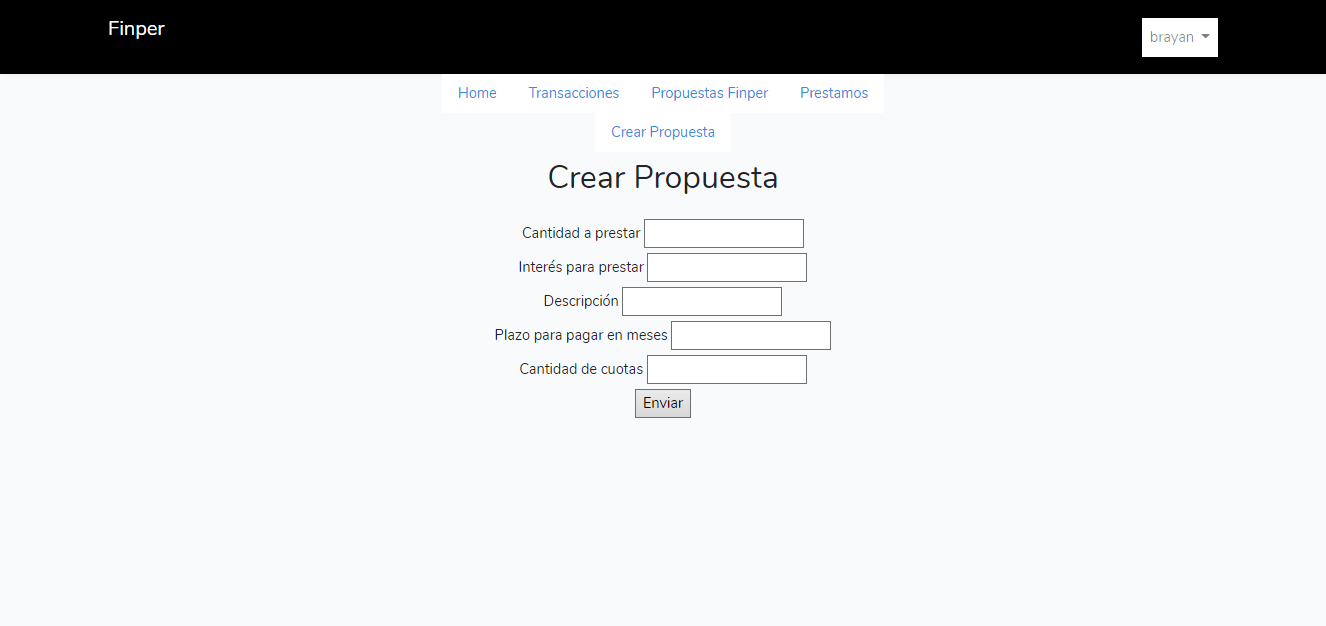 Finper
brayan
Home Transacciones Propuestas Finper Prestamos
Crear Propuesta
Crear Propuesta
Cantidad a prestar
Interés para prestar
Descripción
Plazo para pagar en meses
Cantidad de cuotas
Enviar